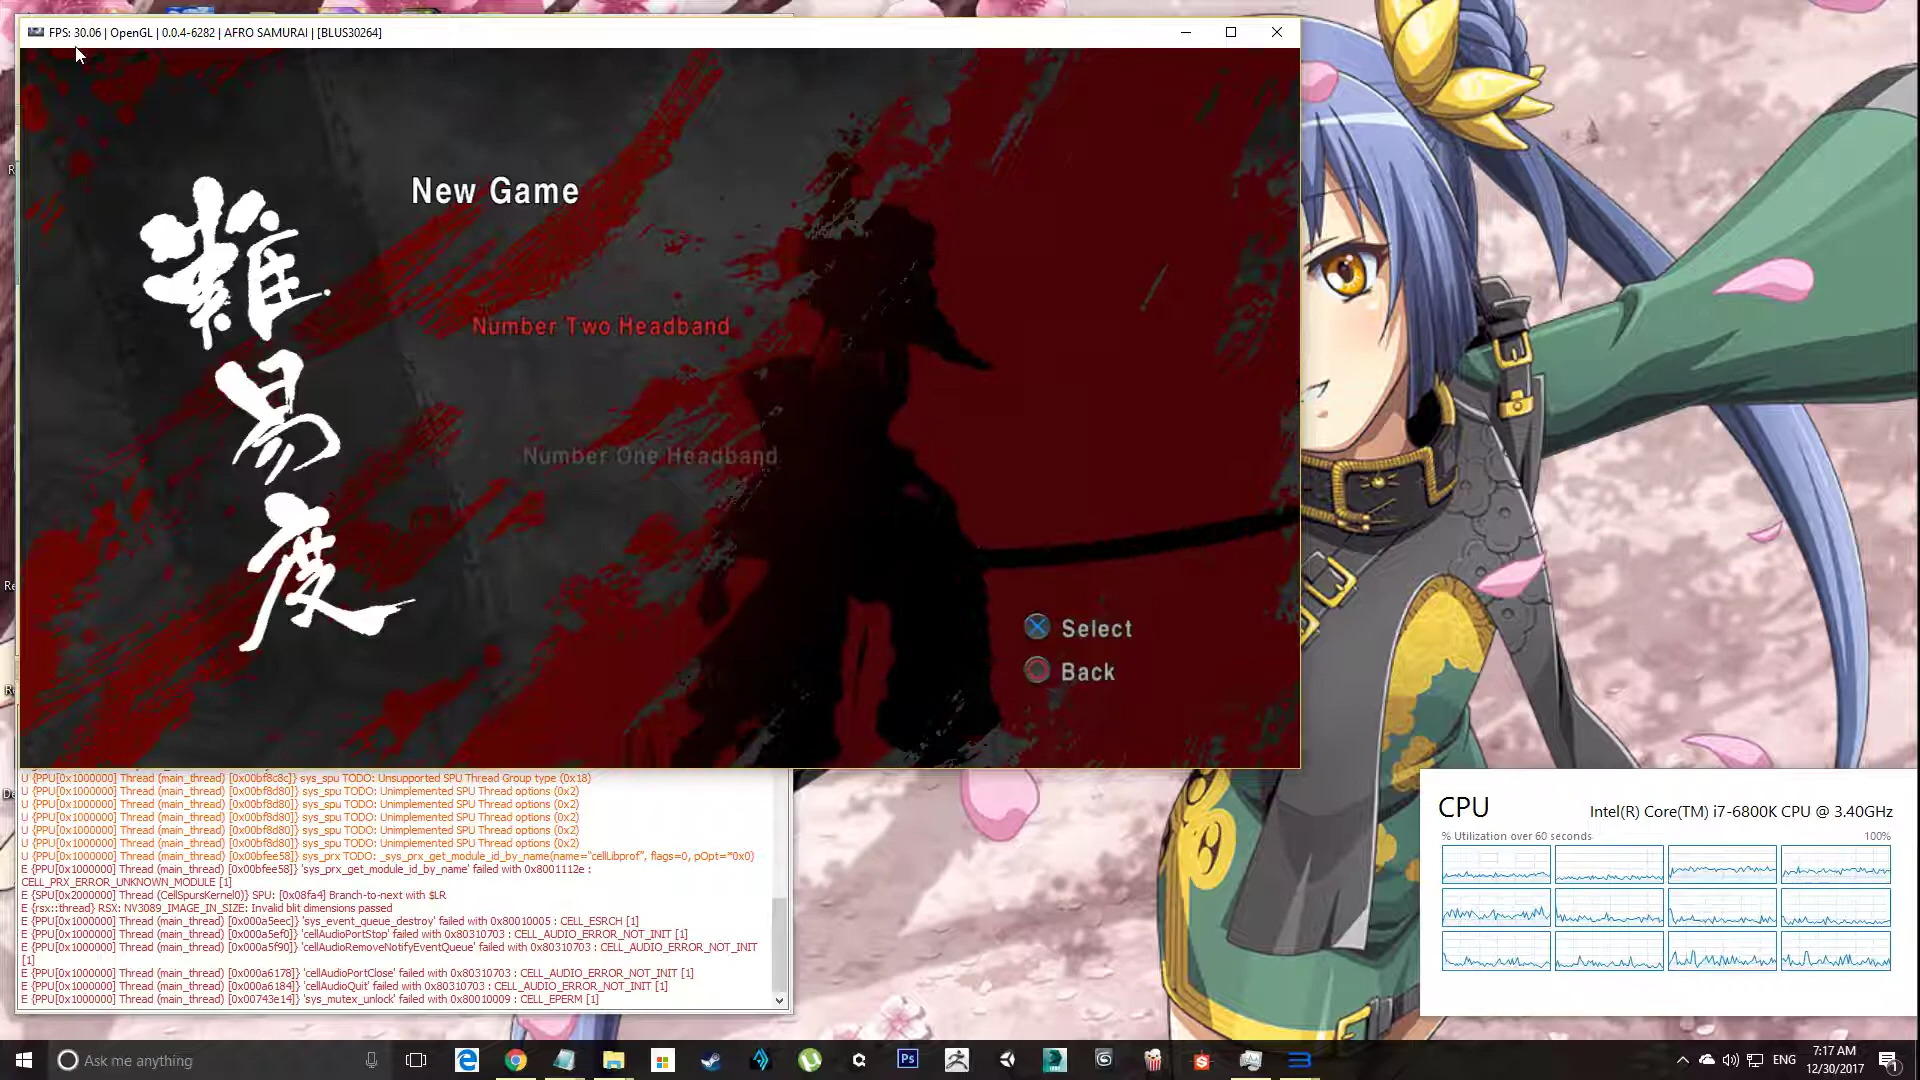 FPS: 30.06 | OpenGL | 0.0.4-6282 | AFRO SAMURAI | [BLUS30264]
難易度
New Game
Number Two Headband
Number One Headband
Select
Back
U {PPU[0x1000000] Thread (main_thread) [0x00bf8c8c]} sys_spu TODO: Unsupported SPU Thread Group type (0x18)
U {PPU[0x1000000] Thread (main_thread) [0x00bf8d80]} sys_spu TODO: Unimplemented SPU Thread options (0x2)
U {PPU[0x1000000] Thread (main_thread) [0x00bf8d80]} sys_spu TODO: Unimplemented SPU Thread options (0x2)
U {PPU[0x1000000] Thread (main_thread) [0x00bf8d80]} sys_spu TODO: Unimplemented SPU Thread options (0x2)
U {PPU[0x1000000] Thread (main_thread) [0x00bf8d80]} sys_spu TODO: Unimplemented SPU Thread options (0x2)
U {PPU[0x1000000] Thread (main_thread) [0x00bf8d80]} sys_spu TODO: Unimplemented SPU Thread options (0x2)
U {PPU[0x1000000] Thread (main_thread) [0x00bfee58]} sys_prx TODO: _sys_prx_get_module_id_by_name(name="cellLibprof", flags=0, pOpt=*0x0)
E {PPU[0x1000000] Thread (main_thread) [0x00bfee58]} 'sys_prx_get_module_id_by_name' failed with 0x8001112e :
CELL_PRX_ERROR_UNKNOWN_MODULE [1]
E {SPU[0x2000000] Thread (CellSpursKernel0)} SPU: [0x08fa4] Branch-to-next with $LR
E {rsx::thread} RSX: NV3089_IMAGE_IN_SIZE: Invalid blit dimensions passed
E {PPU[0x1000000] Thread (main_thread) [0x000a5eec]} 'sys_event_queue_destroy' failed with 0x80010005 : CELL_ESRCH [1]
E {PPU[0x1000000] Thread (main_thread) [0x000a5ef0]} 'cellAudioPortStop' failed with 0x80310703 : CELL_AUDIO_ERROR_NOT_INIT [1]
E {PPU[0x1000000] Thread (main_thread) [0x000a5f90]} 'cellAudioRemoveNotifyEventQueue' failed with 0x80310703 : CELL_AUDIO_ERROR_NOT_INIT
[1]
E {PPU[0x1000000] Thread (main_thread) [0x000a6178]} 'cellAudioPortClose' failed with 0x80310703 : CELL_AUDIO_ERROR_NOT_INIT [1]
E {PPU[0x1000000] Thread (main_thread) [0x000a6184]} 'cellAudioQuit' failed with 0x80310703 : CELL_AUDIO_ERROR_NOT_INIT [1]
E {PPU[0x1000000] Thread (main_thread) [0x00743e14]} 'sys_mutex_unlock' failed with 0x80010009 : CELL_EPERM [1]
CPU
Intel(R) Core(TM) i7-6800K CPU @ 3.40GHz
% Utilization over 60 seconds
100%
Ask me anything
Ps
ENG
7:17 AM
12/30/2017
1